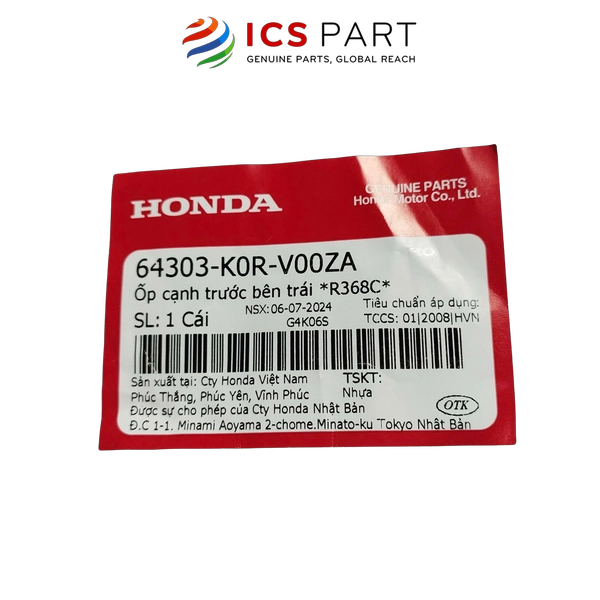 ICS PART
GENUINE PARTS, GLOBAL REACH
HONDA
GENUINE PARTS
Honda Motor Co., Ltd.
64303-K0R-V00ZA
Ốp cạnh trước bên trái *R368C*
SL: 1 Cái
NSX:06-07-2024
G4K06S
Tiêu chuẩn áp dụng:
TCCS: 01|2008|HVN
Sản xuất tại: Cty Honda Việt Nam
Phúc Thắng, Phúc Yên, Vĩnh Phúc
TSKT:
Nhựa
Được sự cho phép của Cty Honda Nhật Bản
OTK
Đ.C 1-1. Minami Aoyama 2-chome.Minato-ku Tokyo Nhật Bản